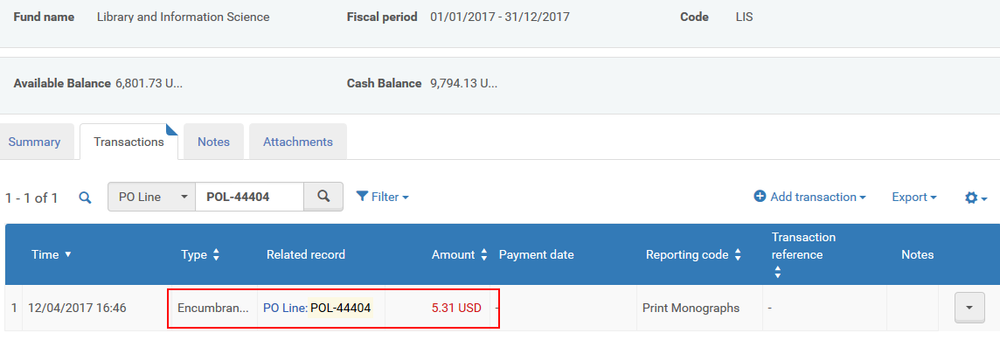 Fund name Library and Information Science Fiscal period 01/01/2017 - 31/12/2017 Code LIS
Available Balance 6,801.73 U... Cash Balance 9,794.13 U...
Summary Transactions Notes Attachments
1 - 1 of 1 PO Line POL-44404 Filter Add transaction Export
Time Type Related record Amount Payment date Reporting code Transaction reference Notes
1 12/04/2017 16:46 Encumbran... PO Line: POL-44404 5.31 USD - Print Monographs -